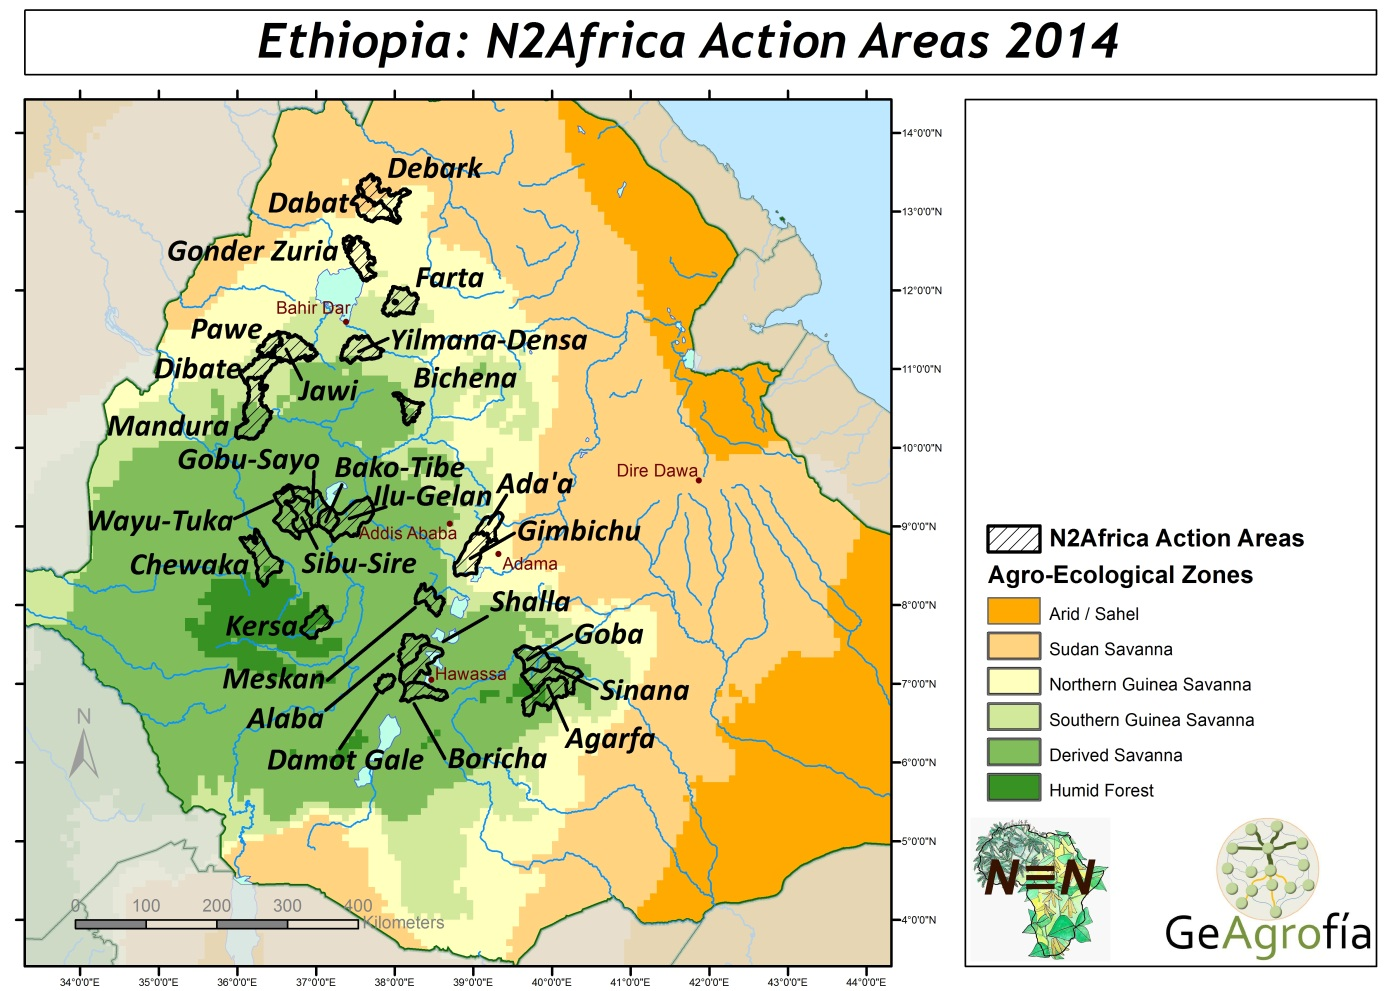 Ethiopia: N2Africa Action Areas 2014
Debark
Dabat
Gonder Zuria
Farta
Bahir Dar
Pawe
Yilmana-Densa
Dibate
Jawi
Bichena
Mandura
Gobu-Sayo
Bako-Tibe
Dire Dawa
Ilu-Gelan
Ada'a
Wayu-Tuka
Addis Ababa
Gimbichu
Chewaka
Sibu-Sire
Adama
Shalla
Kersa
Goba
Meskan
Hawassa
Sinana
Alaba
Agarfa
Damot Gale
Boricha
N
0 100 200 300 400
Kilometers
14°0'0"N
13°0'0"N
12°0'0"N
11°0'0"N
10°0'0"N
9°0'0"N
8°0'0"N
7°0'0"N
6°0'0"N
5°0'0"N
4°0'0"N
34°0'0"E 35°0'0"E 36°0'0"E 37°0'0"E 38°0'0"E 39°0'0"E 40°0'0"E 41°0'0"E 42°0'0"E 43°0'0"E 44°0'0"E
N2Africa Action Areas
Agro-Ecological Zones
Arid / Sahel
Sudan Savanna
Northern Guinea Savanna
Southern Guinea Savanna
Derived Savanna
Humid Forest
N≡N
GeAgrofía